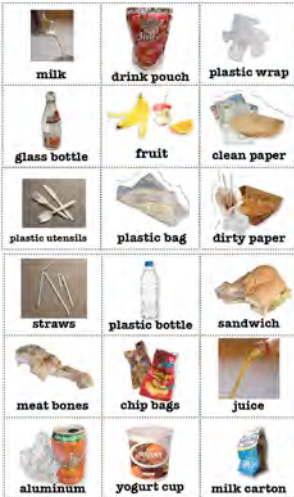 milk
drink pouch
plastic wrap
glass bottle
fruit
clean paper
plastic utensils
plastic bag
dirty paper
straws
plastic bottle
sandwich
meat bones
chip bags
juice
aluminum
yogurt cup
milk carton